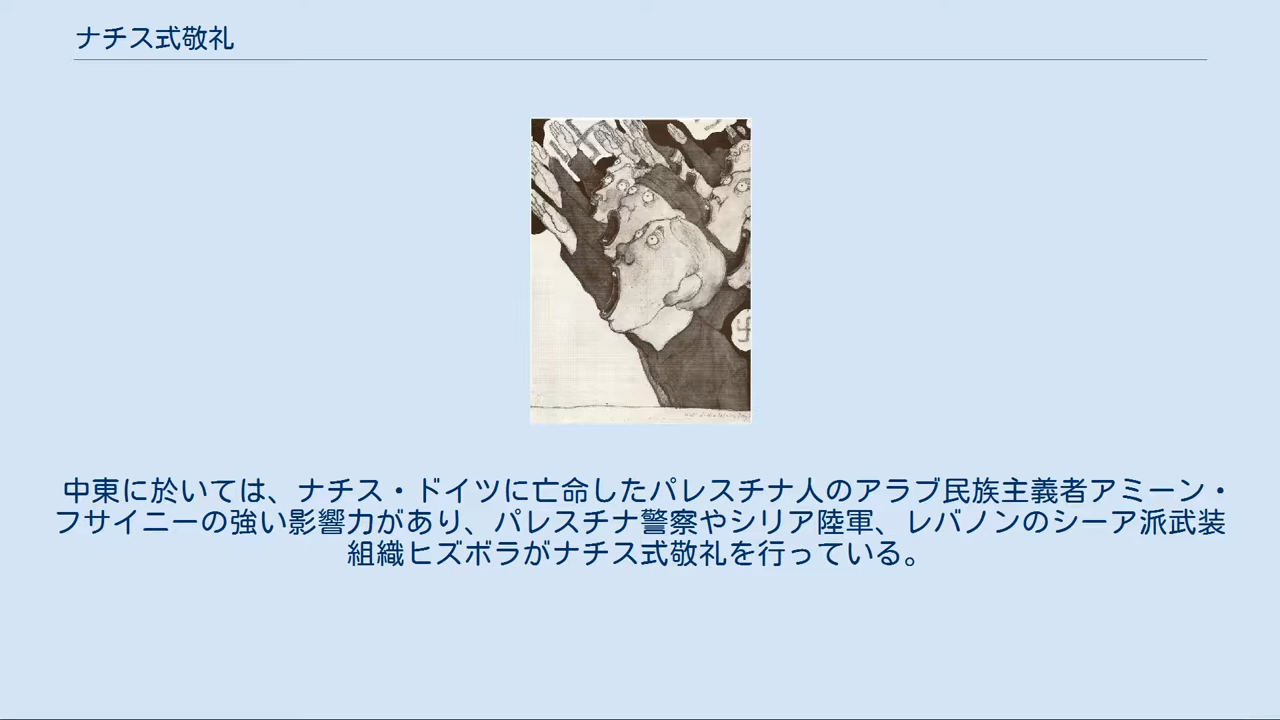 ナチス式敬礼
中東に於いては、ナチス・ドイツに亡命したパレスチナ人のアラブ民族主義者アミーン・
フサイニーの強い影響力があり、パレスチナ警察やシリア陸軍、レバノンのシーア派武装
組織ヒズボラがナチス式敬礼を行っている。